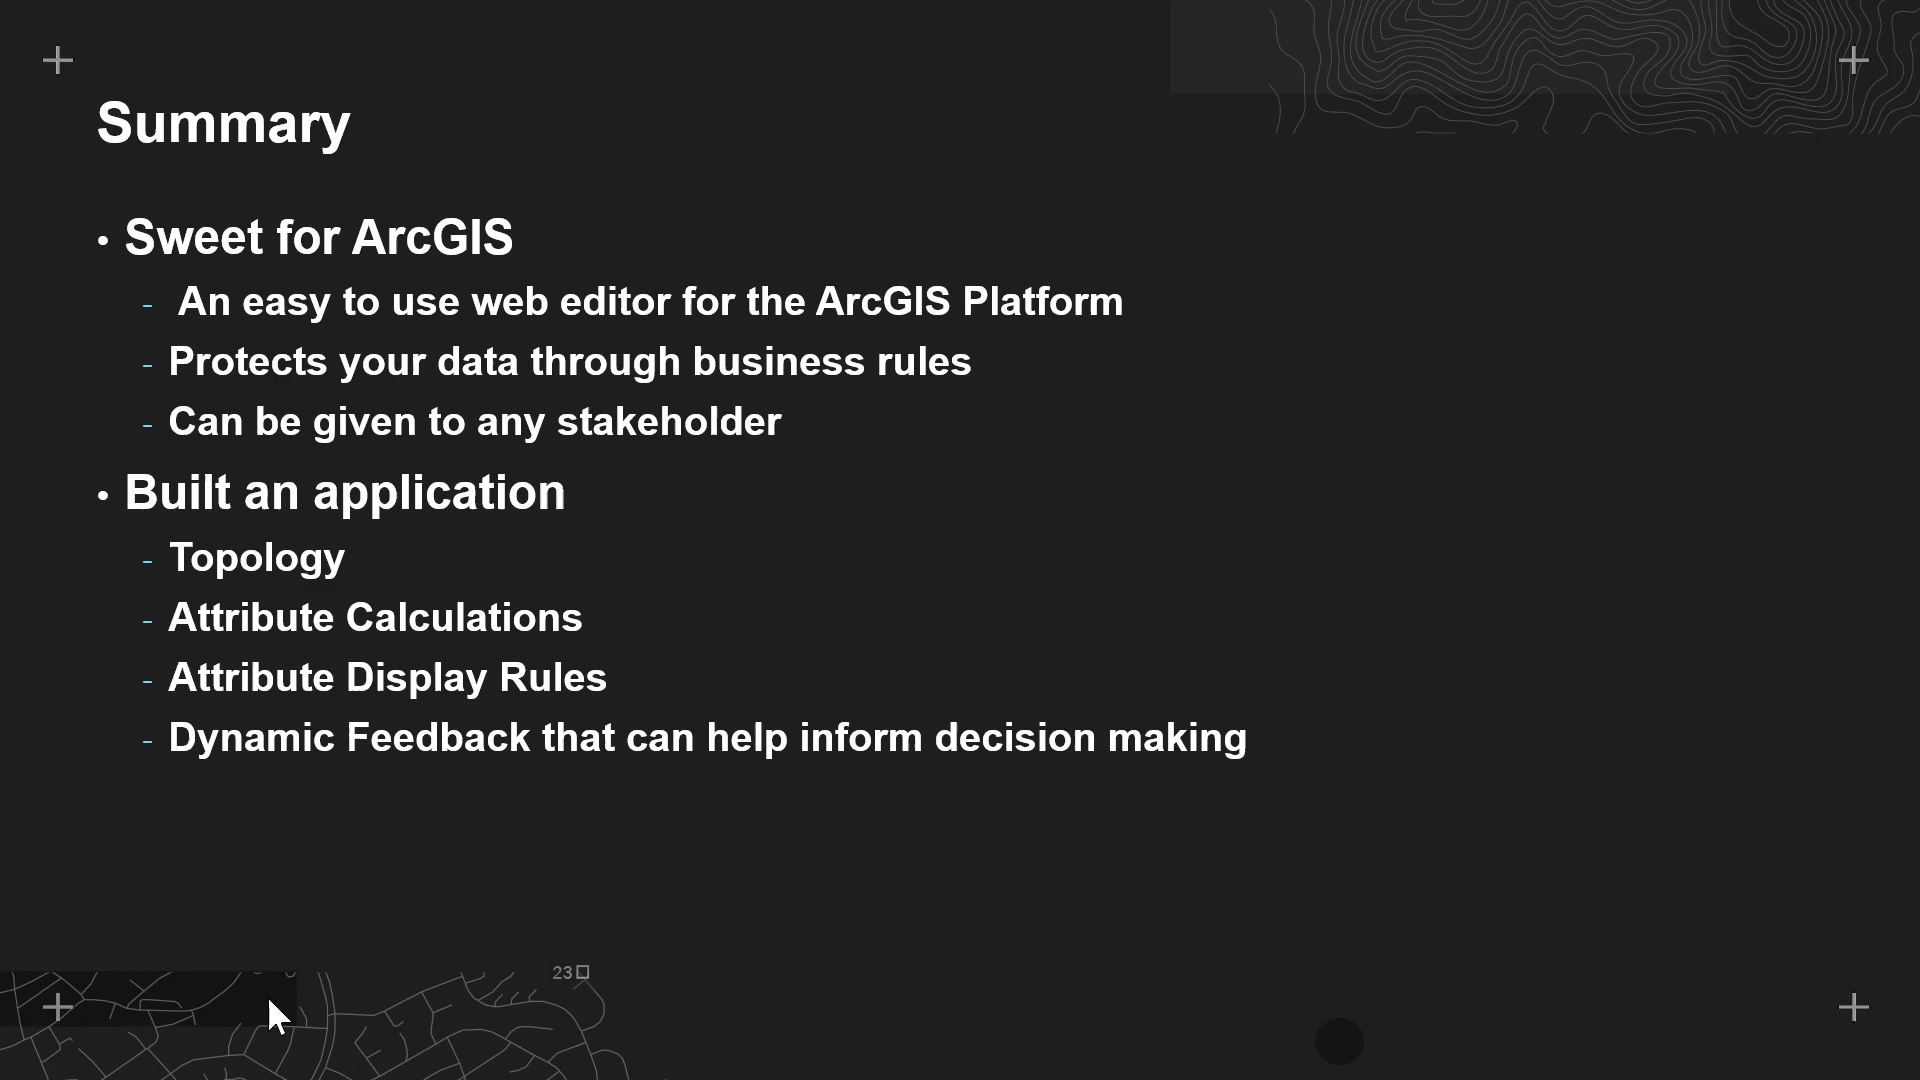 Summary
• Sweet for ArcGIS
- An easy to use web editor for the ArcGIS Platform
- Protects your data through business rules
- Can be given to any stakeholder
• Built an application
- Topology
- Attribute Calculations
- Attribute Display Rules
- Dynamic Feedback that can help inform decision making
23